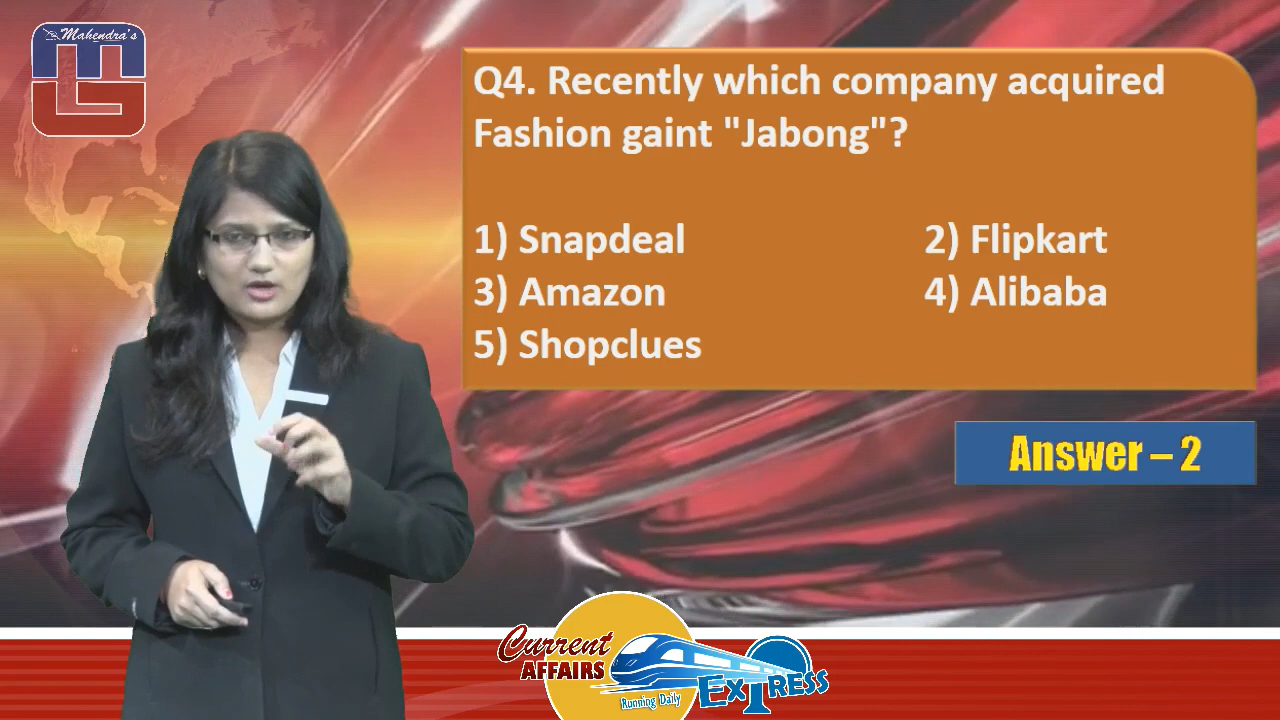 Mahendra's
Q4. Recently which company acquired
Fashion gaint "Jabong"?
1) Snapdeal 2) Flipkart
3) Amazon 4) Alibaba
5) Shopclues
Answer – 2
Current
AFFAIRS
Running Daily
EXPRESS